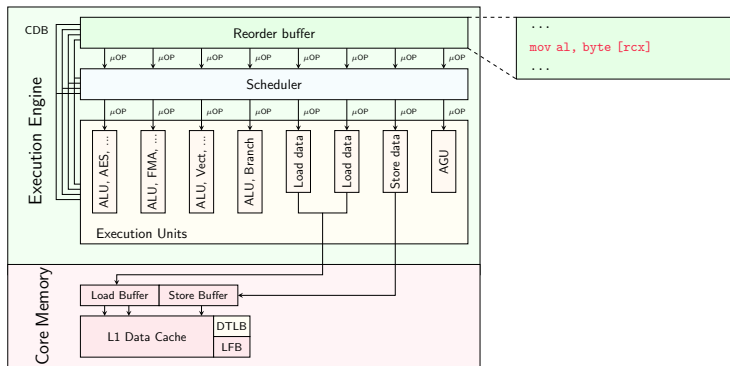 CDB
Reorder buffer
...
mov al, byte [rcx]
...
μOP μOP μOP μOP μOP μOP μOP μOP
Scheduler
μOP μOP μOP μOP μOP μOP μOP μOP
Execution Engine
ALU, AES, ...
ALU, FMA, ...
ALU, Vect, ...
ALU, Branch
Load data
Load data
Store data
AGU
Execution Units
Core Memory
Load Buffer
Store Buffer
L1 Data Cache
DTLB
LFB